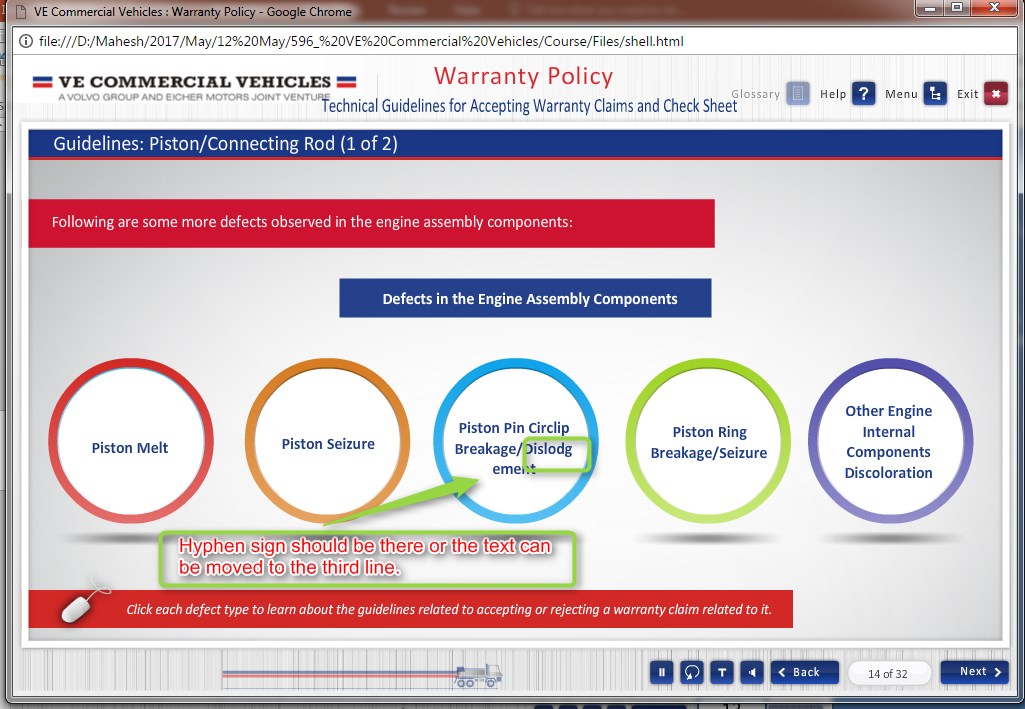 VE Commercial Vehicles : Warranty Policy - Google Chrome
file:///D:/Mahesh/2017/May/12%20May/596_%20VE%20Commercial%20Vehicles/Course/Files/shell.html
VE COMMERCIAL VEHICLES
A VOLVO GROUP AND EICHER MOTORS JOINT VENTURE
Warranty Policy
Technical Guidelines for Accepting Warranty Claims and Check Sheet
Glossary
Help ?
Menu
Exit
Guidelines: Piston/Connecting Rod (1 of 2)
Following are some more defects observed in the engine assembly components:
Defects in the Engine Assembly Components
Piston Melt
Piston Seizure
Piston Pin Circlip
Breakage/Dislodg
ement
Piston Ring
Breakage/Seizure
Other Engine
Internal
Components
Discoloration
Hyphen sign should be there or the text can
be moved to the third line.
Click each defect type to learn about the guidelines related to accepting or rejecting a warranty claim related to it.
T
Back
14 of 32
Next